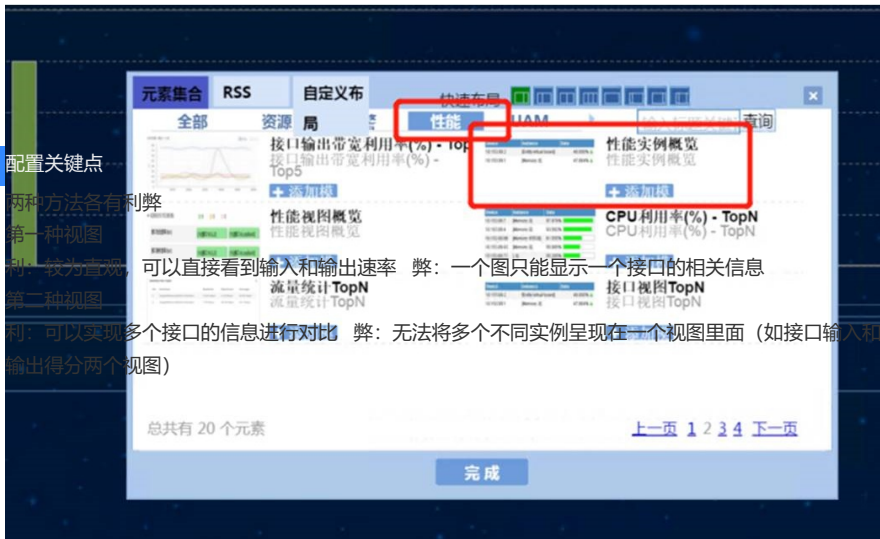 元素集合 RSS 自定义布局
快速布局
全部 资源 性能 查询
接口输出带宽利用率(%) - Top
接口输出带宽利用率(%) - Top5
+ 添加模
性能实例概览
性能实例概览
+ 添加模
配置关键点
两种方法各有利弊
性能视图概览
性能视图概览
CPU利用率(%) - TopN
CPU利用率(%) - TopN
第一种视图
利：较为直观，可以直接看到输入和输出速率 弊：一个图只能显示一个接口的相关信息
流量统计TopN
流量统计TopN
接口视图TopN
接口视图TopN
第二种视图
利：可以实现多个接口的信息进行对比 弊：无法将多个不同实例呈现在一个视图里面（如接口输入和
输出得分两个视图）
总共有 20 个元素
上一页 1 2 3 4 下一页
完成